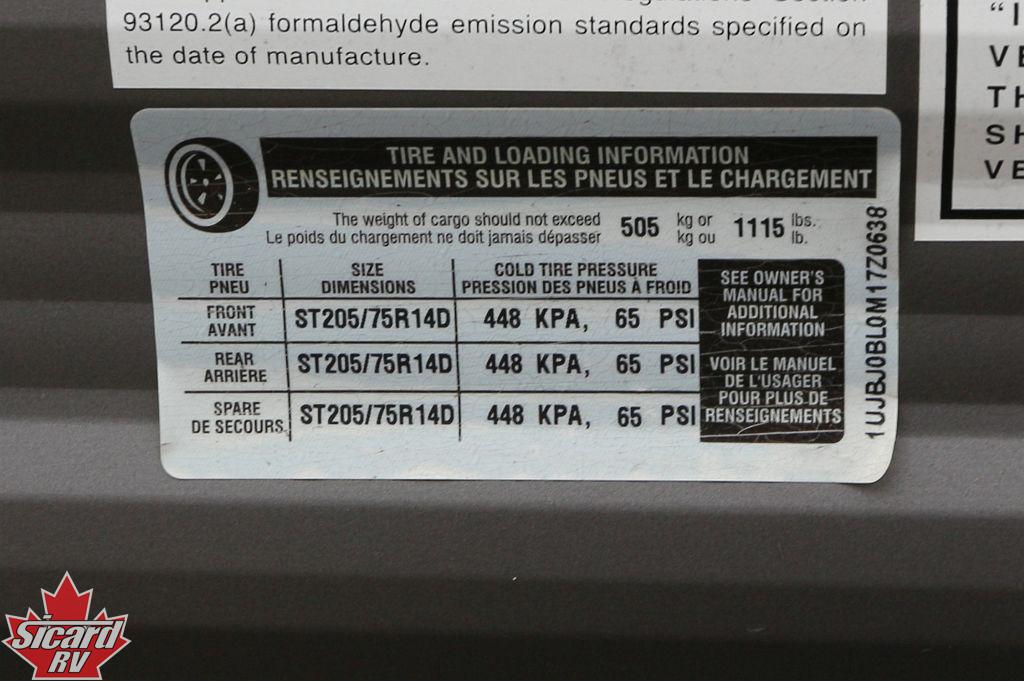 93120.2(a) formaldehyde emission standards specified on
the date of manufacture.
"I
VE
TH
SH
VE
TIRE AND LOADING INFORMATION
RENSEIGNEMENTS SUR LES PNEUS ET LE CHARGEMENT
The weight of cargo should not exceed 505 kg or 1115 lbs.
Le poids du chargement ne doit jamais dépasser kg ou lb.
TIRE SIZE COLD TIRE PRESSURE
PNEU DIMENSIONS PRESSION DES PNEUS À FROID
FRONT
AVANT
ST205/75R14D 448 KPA, 65 PSI
REAR
ARRIÈRE
ST205/75R14D 448 KPA, 65 PSI
SPARE
DE SECOURS
ST205/75R14D 448 KPA, 65 PSI
SEE OWNER'S
MANUAL FOR
ADDITIONAL
INFORMATION
VOIR LE MANUEL
DE L'USAGER
POUR PLUS DE
RENSEIGNEMENTS
1UJBJ0BL0M17Z0638
Sicard
RV